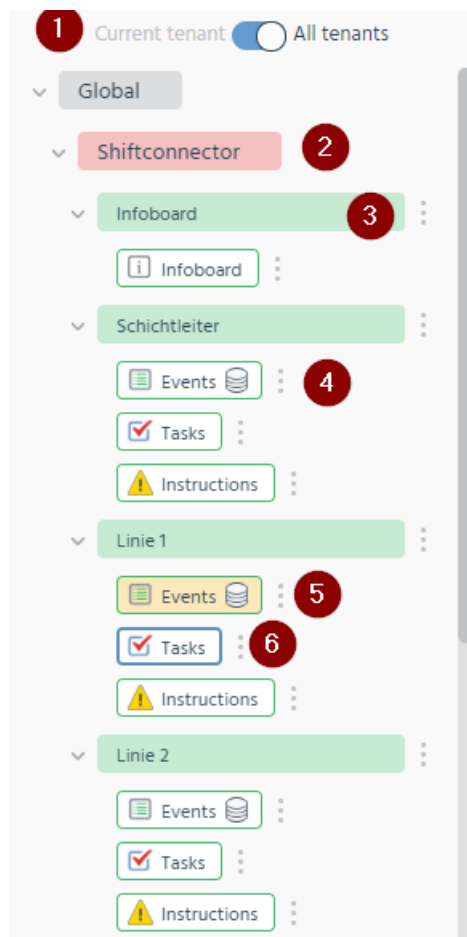 1 Current tenant All tenants
Global
Shiftconnector 2
Infoboard 3
i Infoboard
Schichtleiter
Events 4
Tasks
! Instructions
Linie 1
Events 5
Tasks 6
! Instructions
Linie 2
Events
Tasks
! Instructions